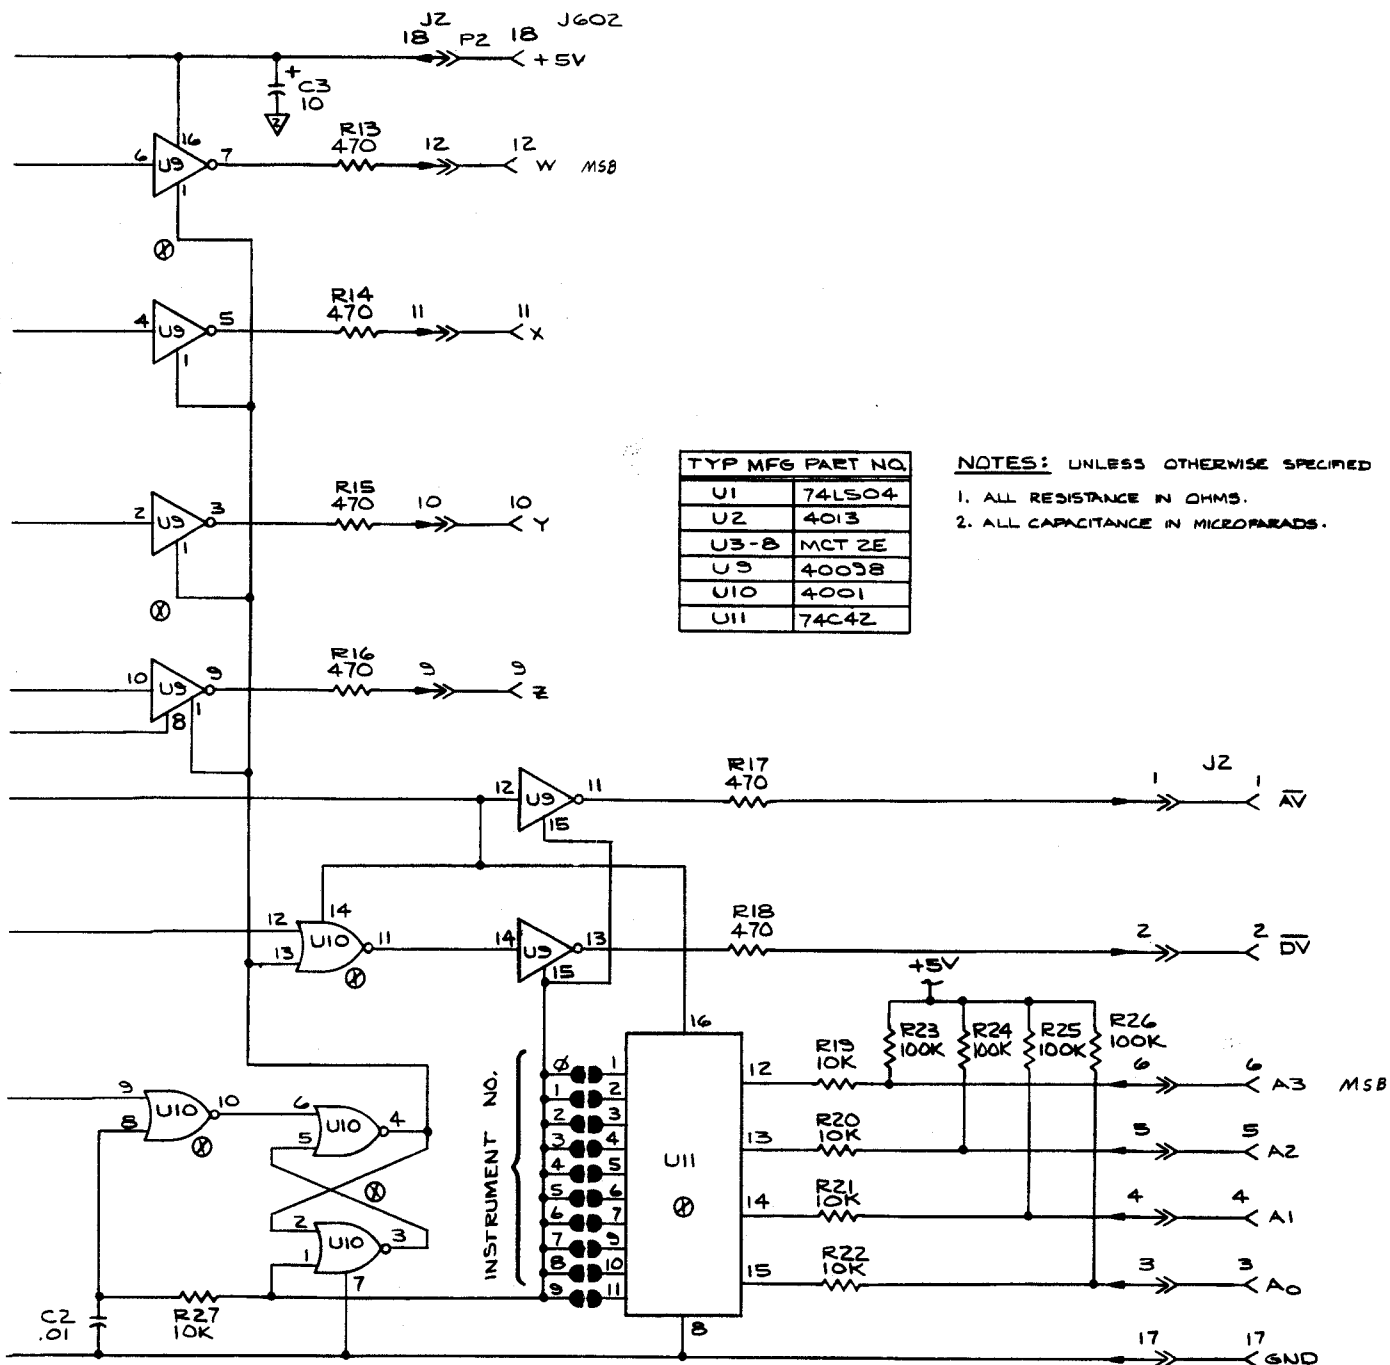 J2 J602
18 P2 18
+5V
+ C3
10
2
16
6 U9 7
R13
470
12 12
W MSB
1
X
4 U9 5
R14
470
11 11
X
1
2 U9 3
R15
470
10 10
Y
1
X
TYP MFG PART NO.
U1 74LS04
U2 4013
U3-8 MCT 2E
U9 40098
U10 4001
U11 74C42
NOTES: UNLESS OTHERWISE SPECIFIED
1. ALL RESISTANCE IN OHMS.
2. ALL CAPACITANCE IN MICROFARADS.
10 U9 9
R16
470
9 9
Z
8 1
12 U9 11
15
R17
470
1 J2 1
AV
12 14
U10 11
13
X
14 U9 13
15
R18
470
2 2
DV
+5V
R23
100K
R24
100K
R25
100K
R26
100K
16
12 R19
10K
6 6
A3 MSB
13 R20
10K
5 5
A2
14 R21
10K
4 4
A1
15 R22
10K
3 3
A0
U11
X
8
INSTRUMENT NO.
Ø 1
1 2
2 3
3 4
4 5
5 6
6 7
7 9
8 10
9 11
9
8 U10 10
X
6
5 U10 4
X
2
1 U10 3
7
C2
.01
R27
10K
17 17
GND